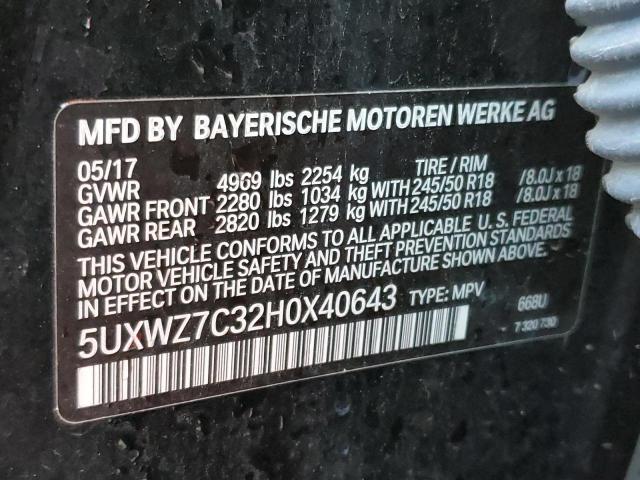 MFD BY BAYERISCHE MOTOREN WERKE AG
05/17 TIRE / RIM
GVWR 4969 lbs 2254 kg
GAWR FRONT 2280 lbs 1034 kg WITH 245/50 R18 /8.0J x 18
GAWR REAR 2820 lbs 1279 kg WITH 245/50 R18 /8.0J x 18
THIS VEHICLE CONFORMS TO ALL APPLICABLE U. S. FEDERAL
MOTOR VEHICLE SAFETY AND THEFT PREVENTION STANDARDS
IN EFFECT ON THE DATE OF MANUFACTURE SHOWN ABOVE.
5UXWZ7C32H0X40643 TYPE: MPV 668U
7 320 730